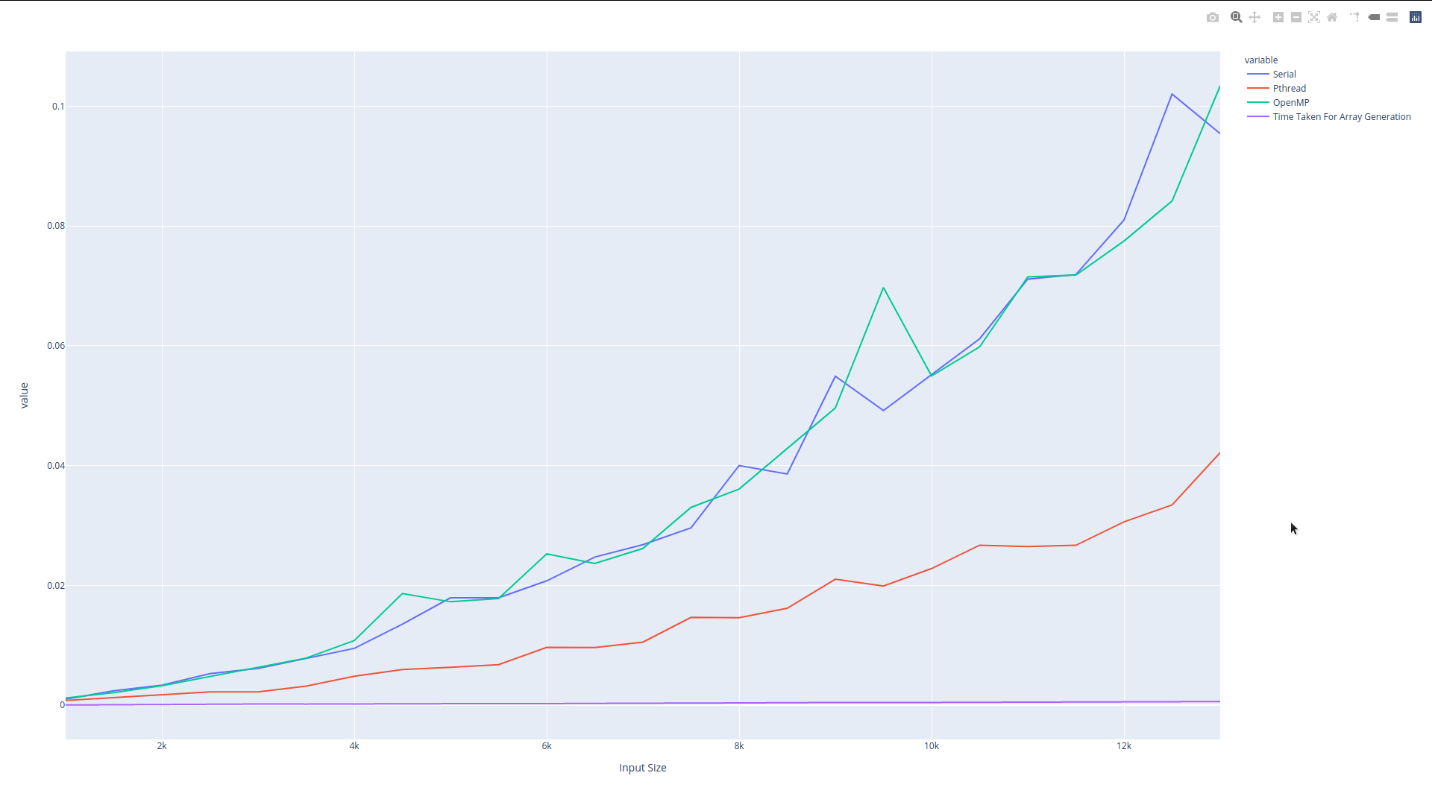 variable
Serial
Pthread
OpenMP
Time Taken For Array Generation
0.1
0.08
0.06
0.04
0.02
0
value
2k
4k
6k
8k
10k
12k
Input Size